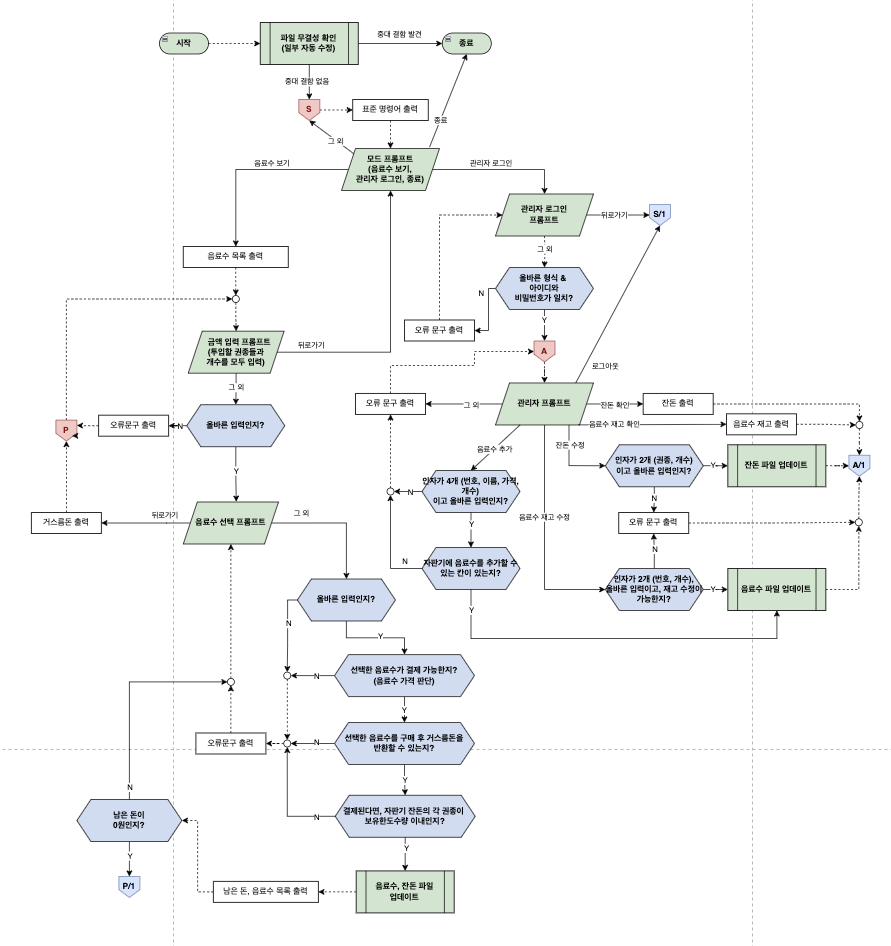 시작
파일 무결성 확인
(일부 자동 수정)
중대 결함 발견
종료
중대 결함 없음
S
표준 명령어 출력
종료
그 외
음료수 보기
모드 프롬프트
(음료수 보기,
관리자 로그인, 종료)
관리자 로그인
관리자 로그인
프롬프트
뒤로가기
S/1
그 외
음료수 목록 출력
올바른 형식 &
아이디와
비밀번호가 일치?
N
오류 문구 출력
Y
금액 입력 프롬프트
(투입할 권종들과
개수를 모두 입력)
뒤로가기
A
로그아웃
그 외
오류 문구 출력
그 외
관리자 프롬프트
잔돈 확인
잔돈 출력
음료수 재고 확인
음료수 재고 출력
P
오류문구 출력
N
올바른 입력인지?
음료수 추가
잔돈 수정
Y
인자가 2개 (권종, 개수)
이고 올바른 입력인지?
Y
잔돈 파일 업데이트
A/1
인자가 4개 (번호, 이름, 가격,
개수)
이고 올바른 입력인지?
N
N
거스름돈 출력
뒤로가기
음료수 선택 프롬프트
그 외
Y
음료수 재고 수정
오류 문구 출력
N
N
자판기에 음료수를 추가할 수
있는 칸이 있는지?
인자가 2개 (번호, 개수),
올바른 입력이고, 재고 수정이
가능한지?
Y
음료수 파일 업데이트
올바른 입력인지?
Y
N
Y
선택한 음료수가 결제 가능한지?
(음료수 가격 판단)
N
Y
오류문구 출력
N
선택한 음료수를 구매 후 거스름돈을
반환할 수 있는지?
Y
N
남은 돈이
0원인지?
N
결제된다면, 자판기 잔돈의 각 권종이
보유한도수량 이내인지?
Y
Y
P/1
남은 돈, 음료수 목록 출력
음료수, 잔돈 파일
업데이트